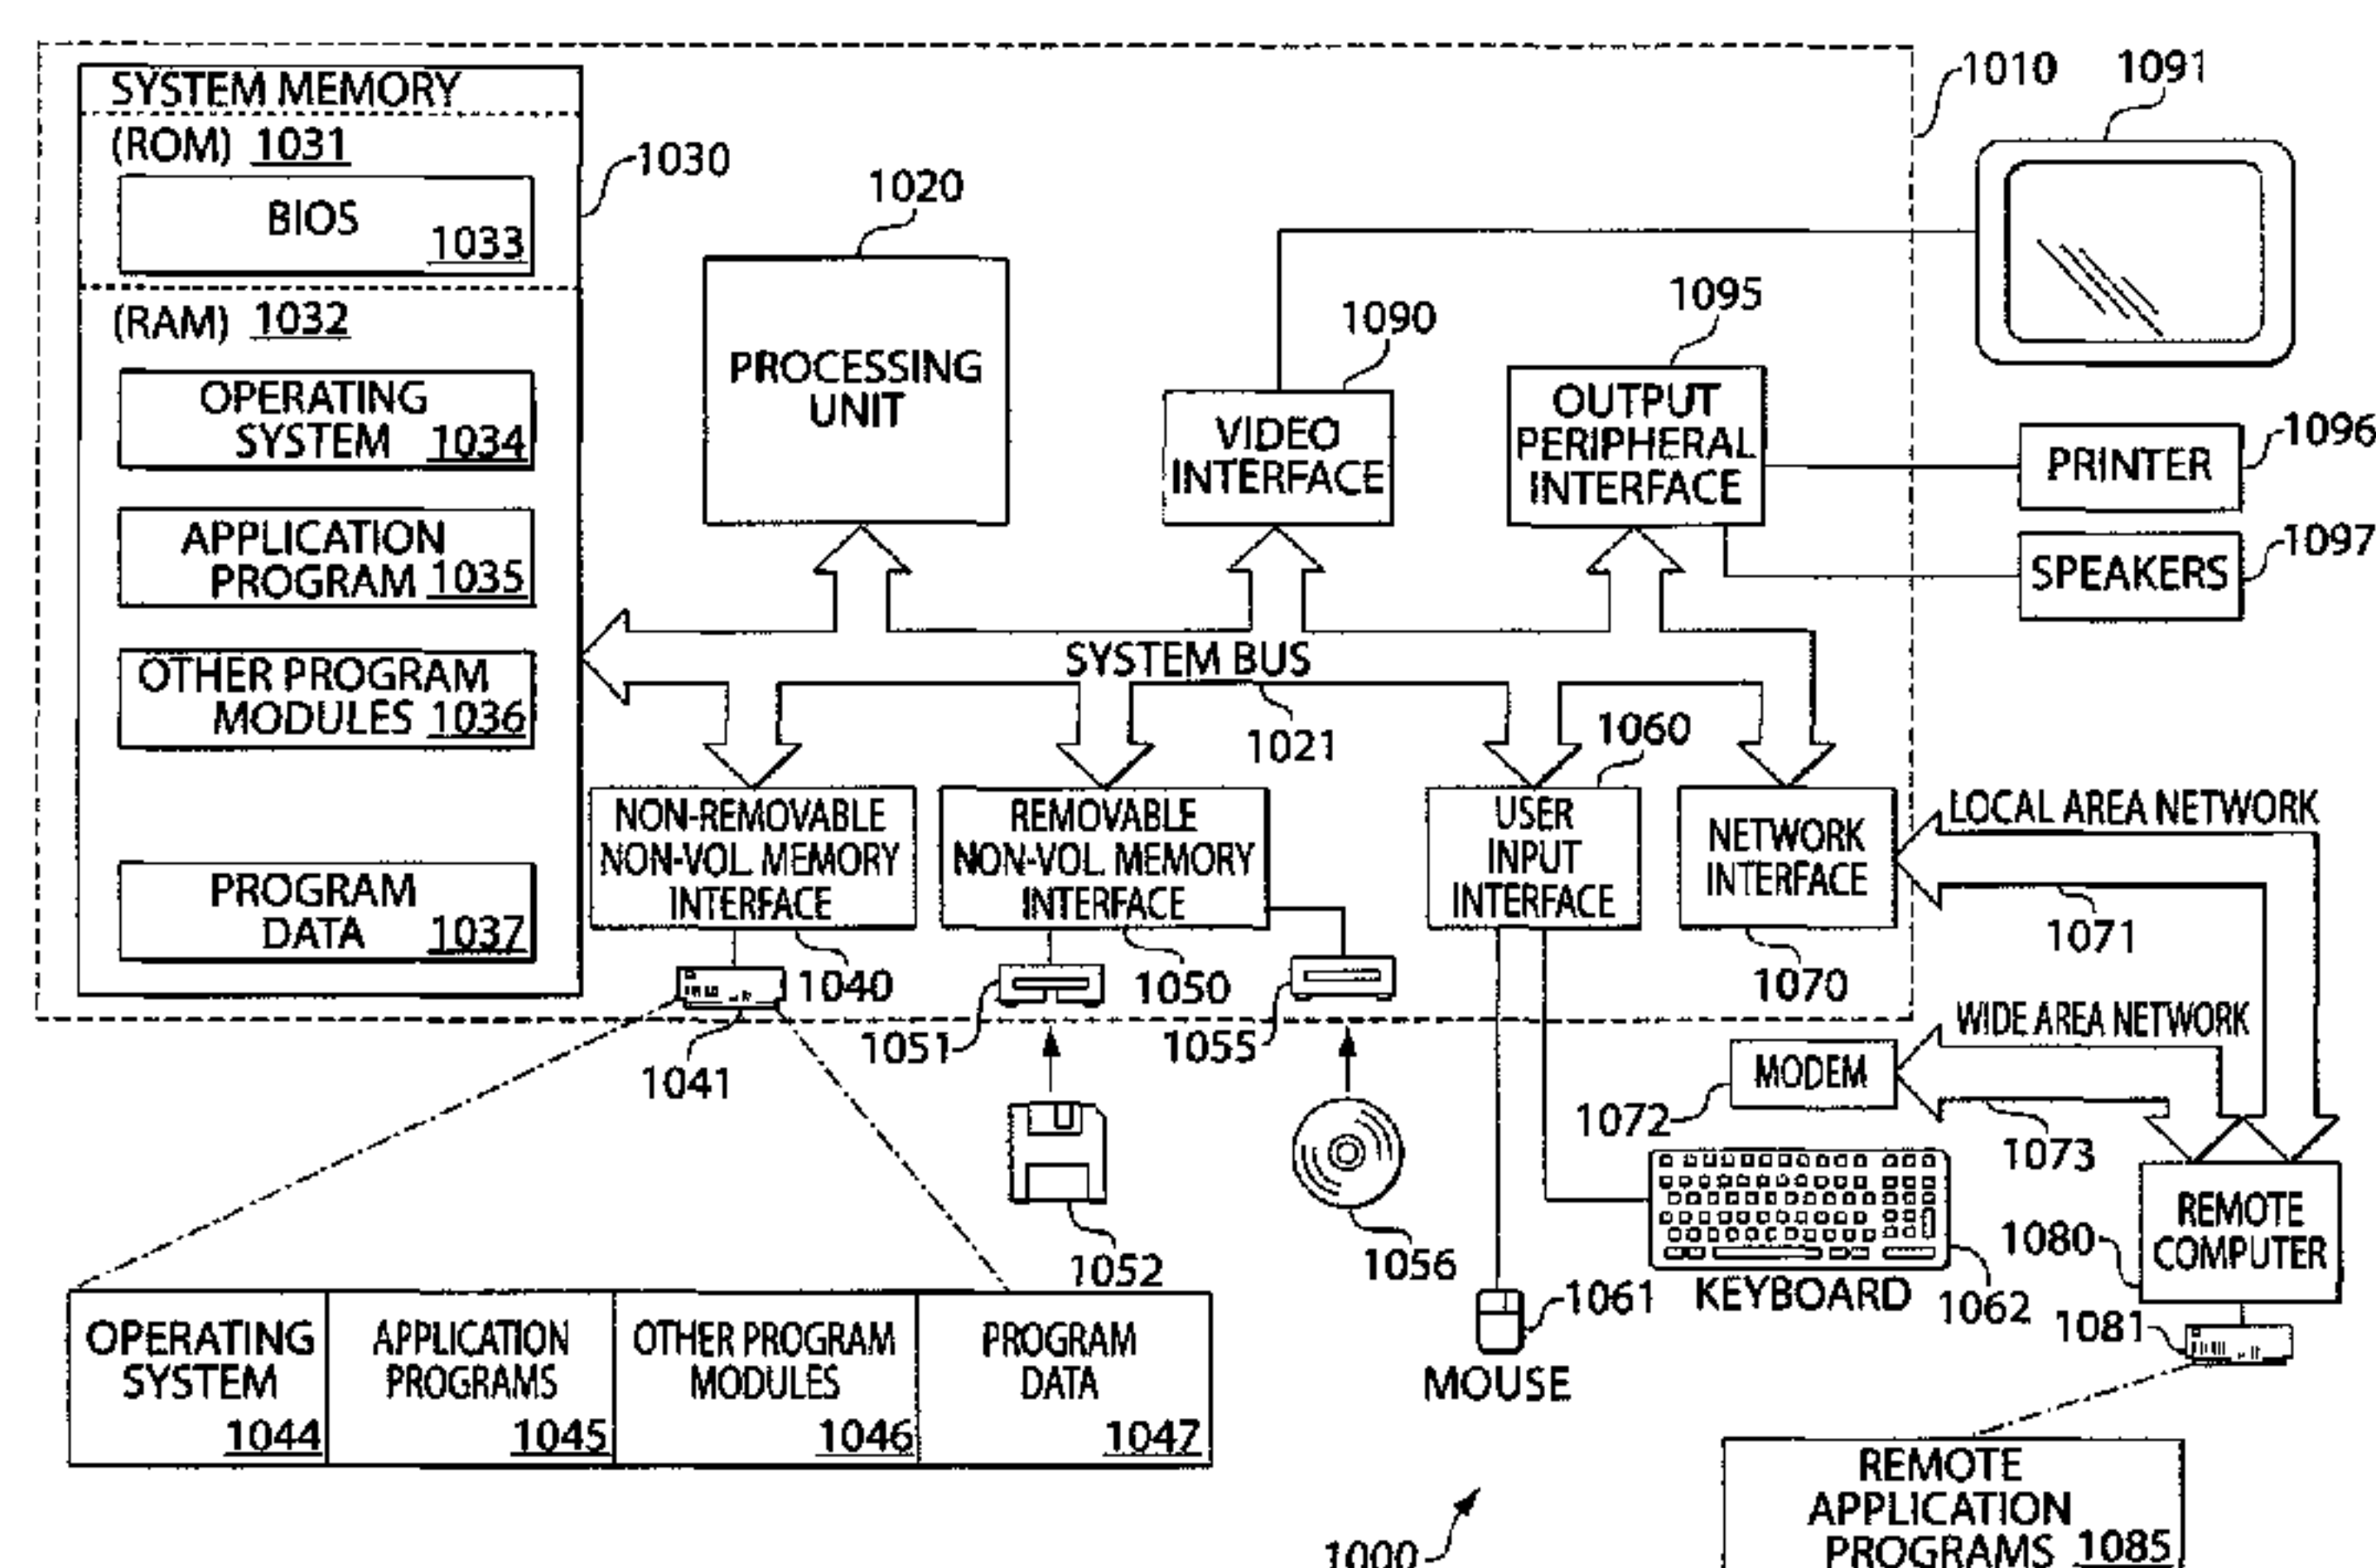 SYSTEM MEMORY
(ROM) 1031
BIOS
1033
(RAM) 1032
OPERATING
SYSTEM 1034
APPLICATION
PROGRAM 1035
OTHER PROGRAM
MODULES 1036
PROGRAM
DATA 1037
1030
1020
PROCESSING
UNIT
1090
VIDEO
INTERFACE
1095
OUTPUT
PERIPHERAL
INTERFACE
1010
1091
PRINTER
1096
SPEAKERS
1097
SYSTEM BUS
1021
NON-REMOVABLE
NON-VOL. MEMORY
INTERFACE
1040
1041
REMOVABLE
NON-VOL. MEMORY
INTERFACE
1050
1051
1055
1052
1056
1060
USER
INPUT
INTERFACE
NETWORK
INTERFACE
1070
LOCAL AREA NETWORK
1071
WIDE AREA NETWORK
MODEM
1072
1073
KEYBOARD
1062
1061
MOUSE
REMOTE
COMPUTER
1080
1081
OPERATING
SYSTEM
1044
APPLICATION
PROGRAMS
1045
OTHER PROGRAM
MODULES
1046
PROGRAM
DATA
1047
1000
REMOTE
APPLICATION
PROGRAMS 1085